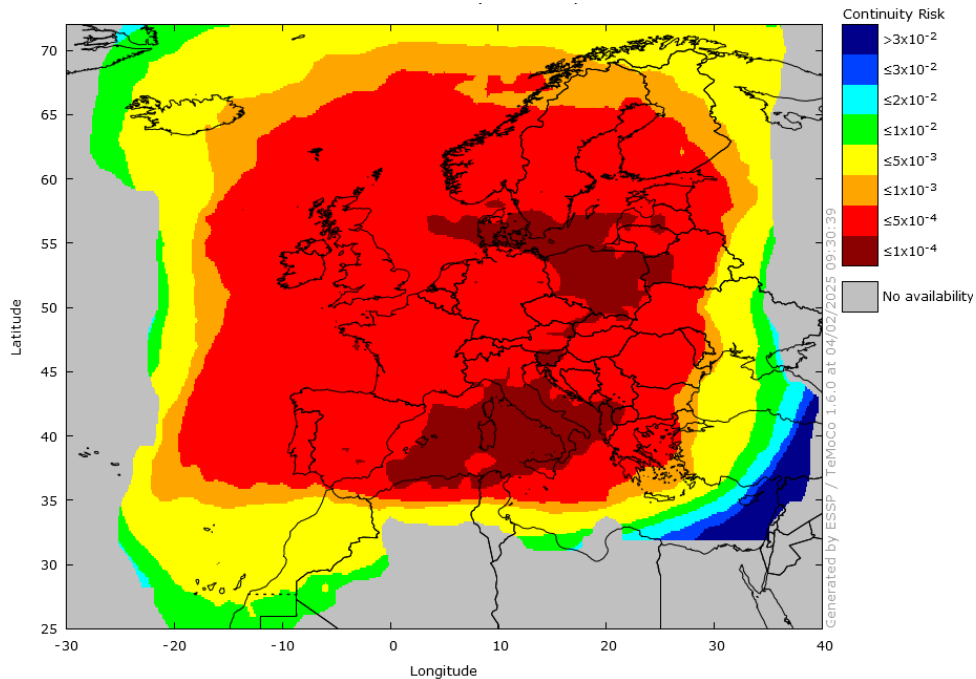 Continuity Risk
>3x10⁻²
≤3x10⁻²
≤2x10⁻²
≤1x10⁻²
≤5x10⁻³
≤1x10⁻³
≤5x10⁻⁴
≤1x10⁻⁴
No availability
Generated by ESSP / TeMoCo 1.6.0 at 04/02/2025 09:30:39
Latitude
70
65
60
55
50
45
40
35
30
25
-30
-20
-10
0
10
20
30
40
Longitude